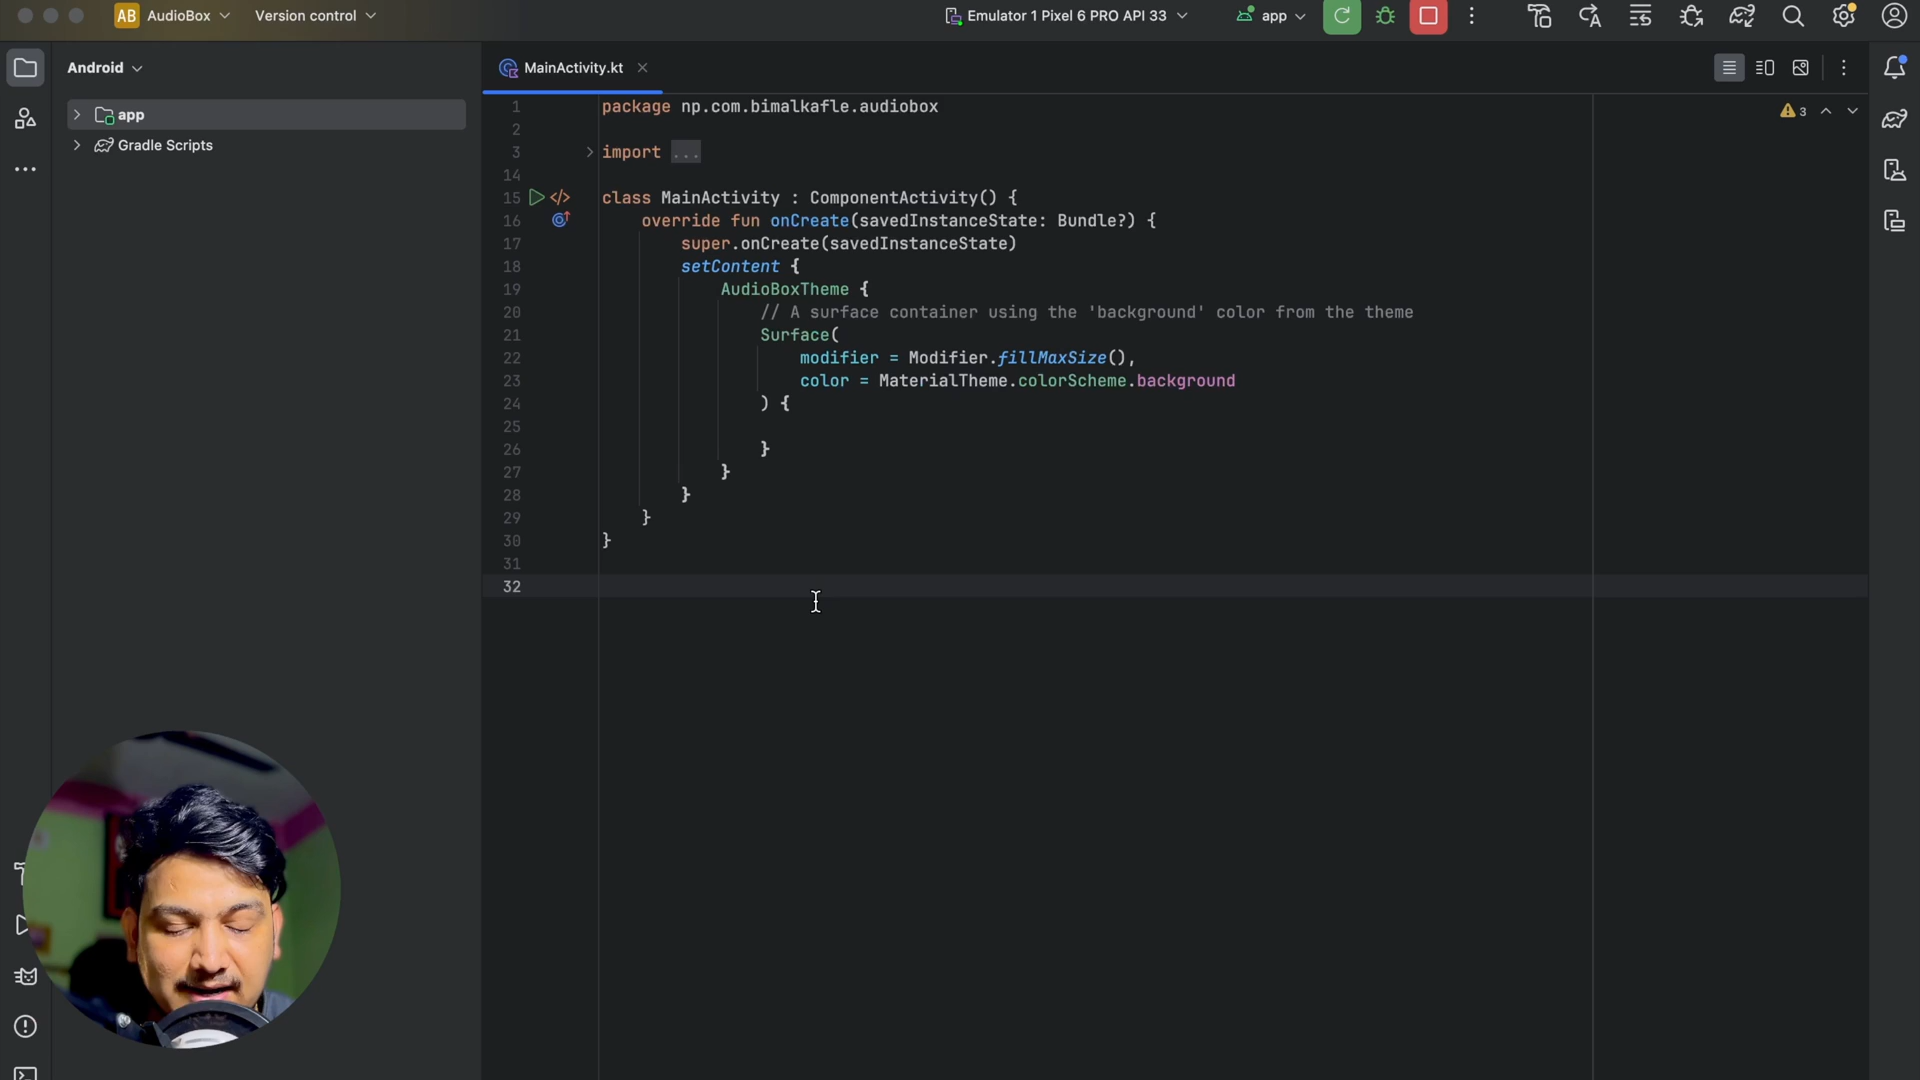 AB AudioBox Version control Emulator 1 Pixel 6 PRO API 33 app
Android
MainActivity.kt
app
Gradle Scripts
3
1 package np.com.bimalkafle.audiobox
2
3 import ...
14
15 class MainActivity : ComponentActivity() {
16 override fun onCreate(savedInstanceState: Bundle?) {
17 super.onCreate(savedInstanceState)
18 setContent {
19 AudioBoxTheme {
20 // A surface container using the 'background' color from the theme
21 Surface(
22 modifier = Modifier.fillMaxSize(),
23 color = MaterialTheme.colorScheme.background
24 ) {
25
26 }
27 }
28 }
29 }
30 }
31
32